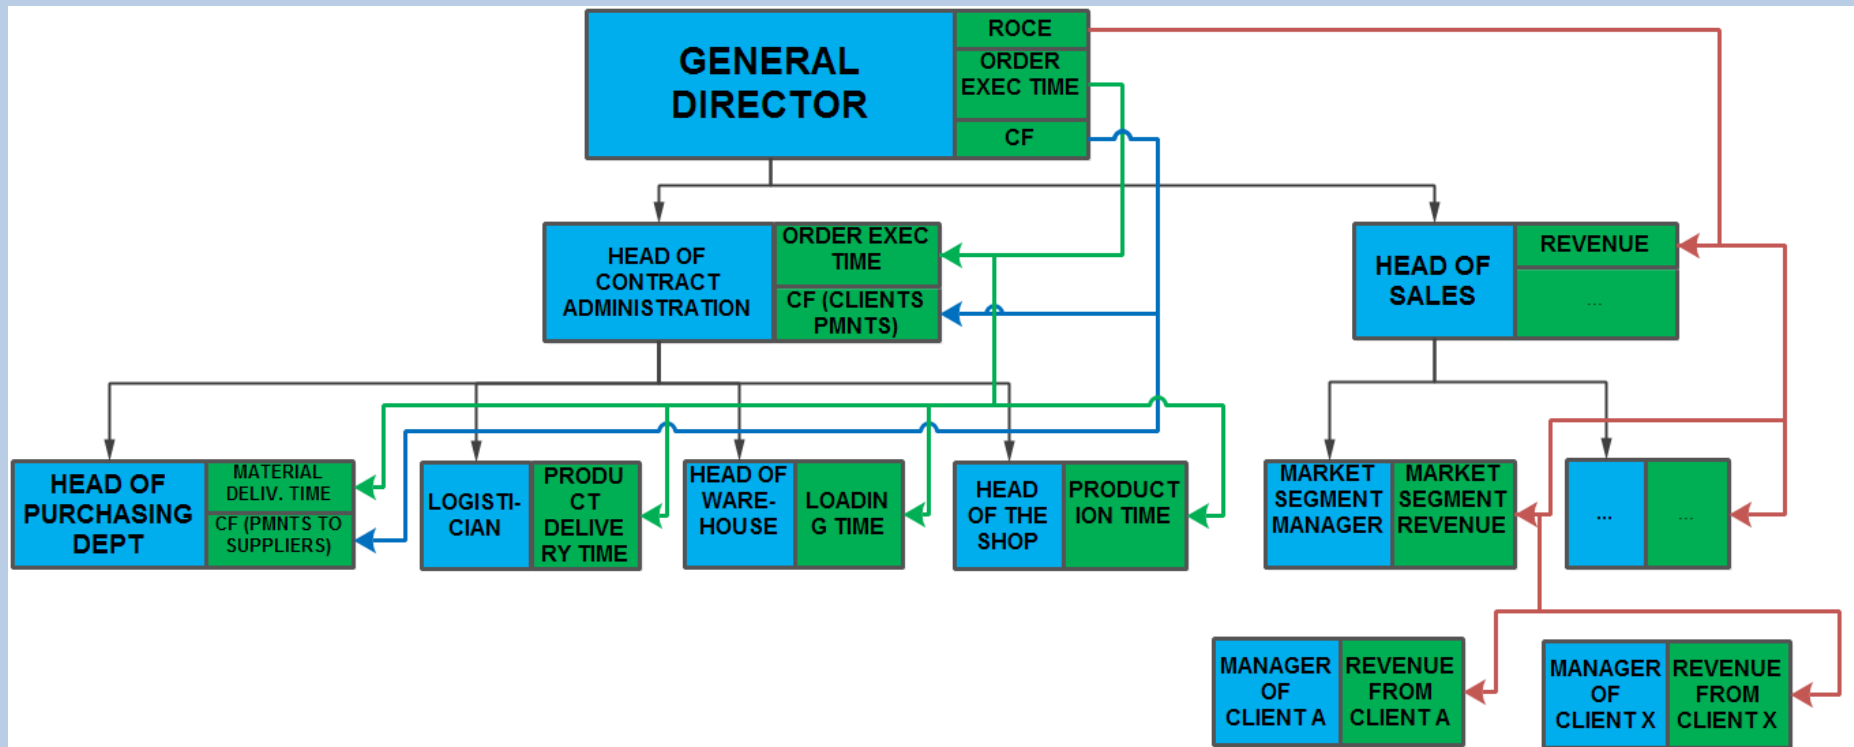 GENERAL
DIRECTOR
ROCE
ORDER
EXEC TIME
CF
HEAD OF
CONTRACT
ADMINISTRATION
ORDER EXEC
TIME
CF (CLIENTS
PMNTS)
HEAD OF
SALES
REVENUE
...
HEAD OF
PURCHASING
DEPT
MATERIAL
DELIV. TIME
CF (PMNTS TO
SUPPLIERS)
LOGISTI-
CIAN
PRODU
CT
DELIVE
RY TIME
HEAD OF
WARE-
HOUSE
LOADIN
G TIME
HEAD
OF THE
SHOP
PRODUCT
ION TIME
MARKET
SEGMENT
MANAGER
MARKET
SEGMENT
REVENUE
...
...
MANAGER
OF
CLIENT A
REVENUE
FROM
CLIENT A
MANAGER
OF
CLIENT X
REVENUE
FROM
CLIENT X